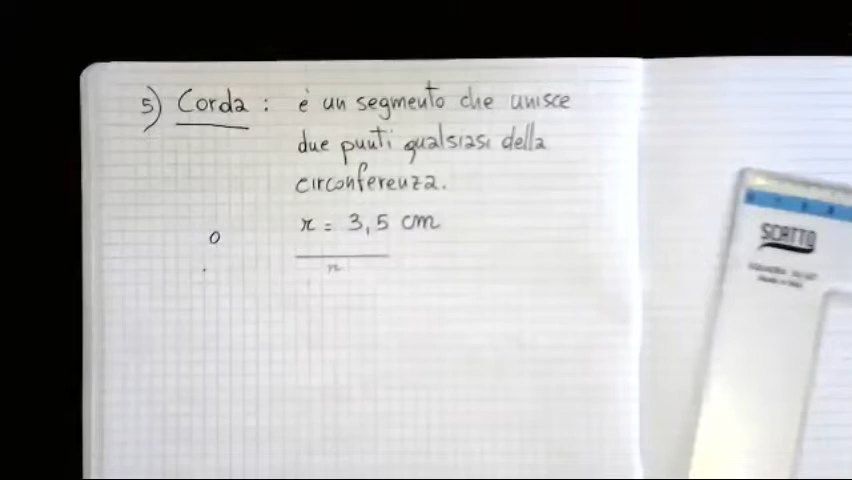 5) Corda : è un segmento che unisce
due punti qualsiasi della
circonferenza.
r = 3,5 cm
O
r
SCATTO